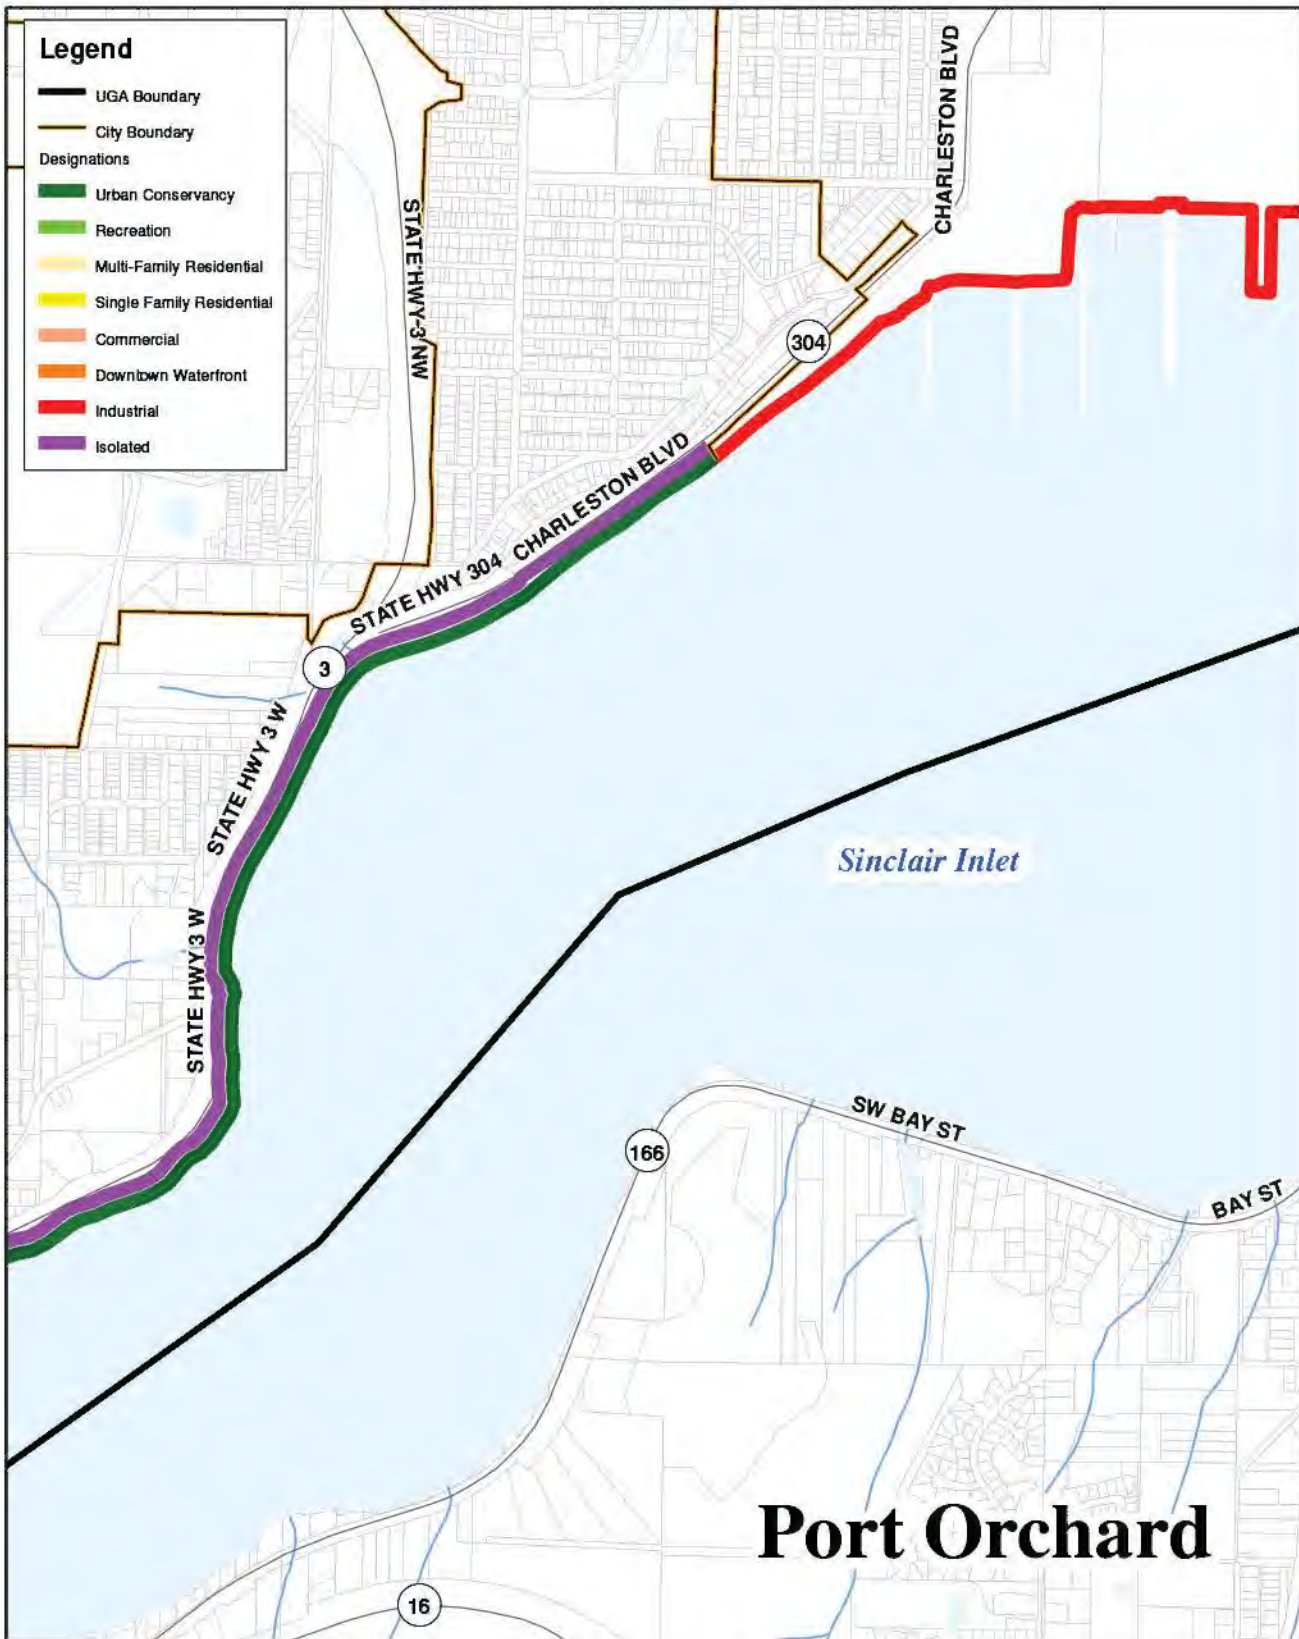 Legend
UGA Boundary
City Boundary
Designations
Urban Conservancy
Recreation
Multi-Family Residential
Single Family Residential
Commercial
Downtown Waterfront
Industrial
Isolated
CHARLESTON BLVD
STATE HWY 3 NW
304
CHARLESTON BLVD
STATE HWY 304
3
STATE HWY 3 W
Sinclair Inlet
STATE HWY 3 W
SW BAY ST
166
BAY ST
Port Orchard
16